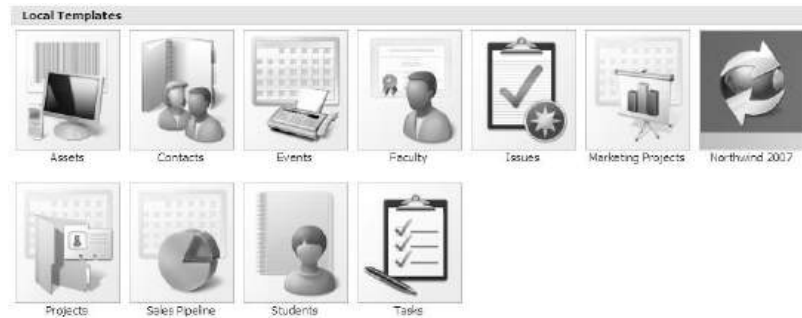 Local Templates
Assets Contacts Events Faculty Issues Marketing Projects Northwind 2007
Projects Sales Pipeline Students Tasks